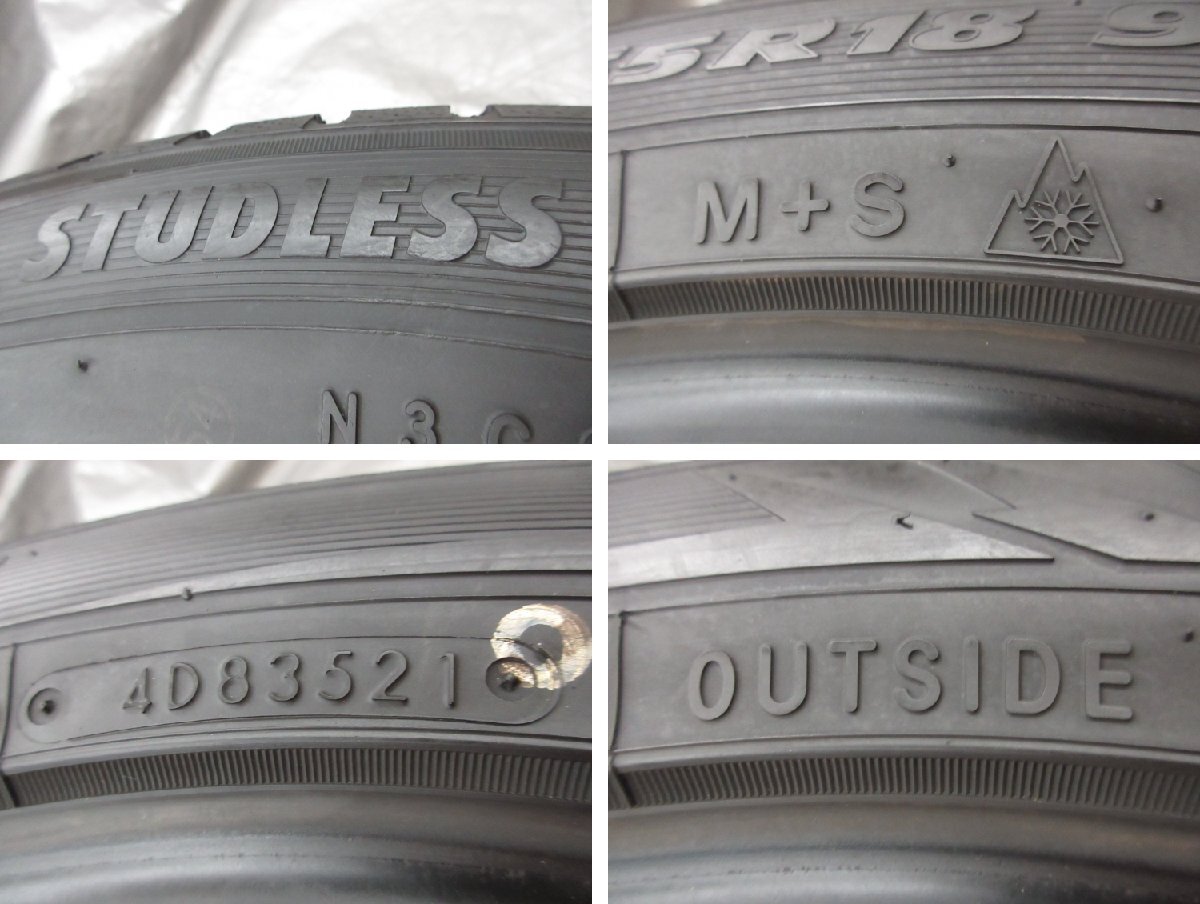 STUDLESS
N3C
5R18 9
M+S
4D83521
OUTSIDE